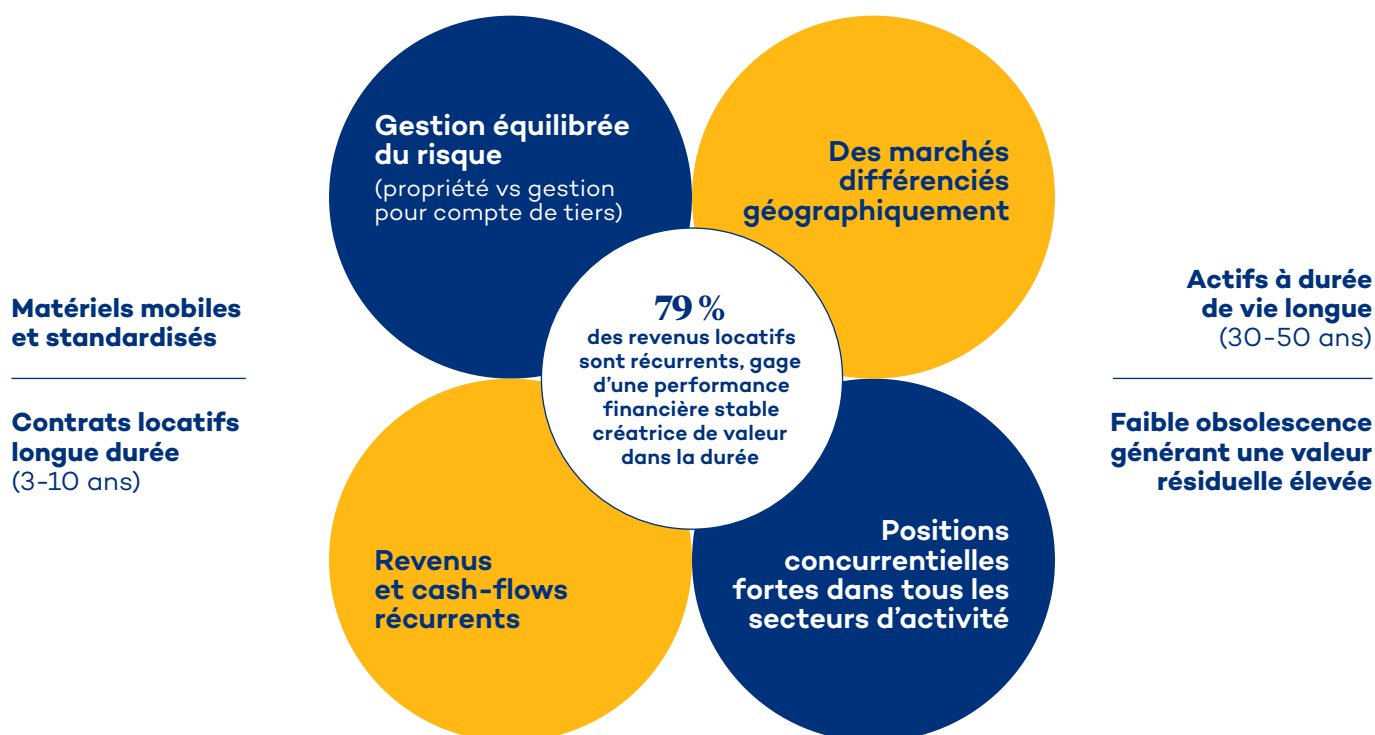 Gestion équilibrée
du risque
(propriété vs gestion
pour compte de tiers)
Des marchés
différenciés
géographiquement
Matériels mobiles
et standardisés
Contrats locatifs
longue durée
(3-10 ans)
79 %
des revenus locatifs
sont récurrents, gage
d’une performance
financière stable
créatrice de valeur
dans la durée
Actifs à durée
de vie longue
(30-50 ans)
Faible obsolescence
générant une valeur
résiduelle élevée
Revenus
et cash-flows
récurrents
Positions
concurrentielles
fortes dans tous les
secteurs d’activité